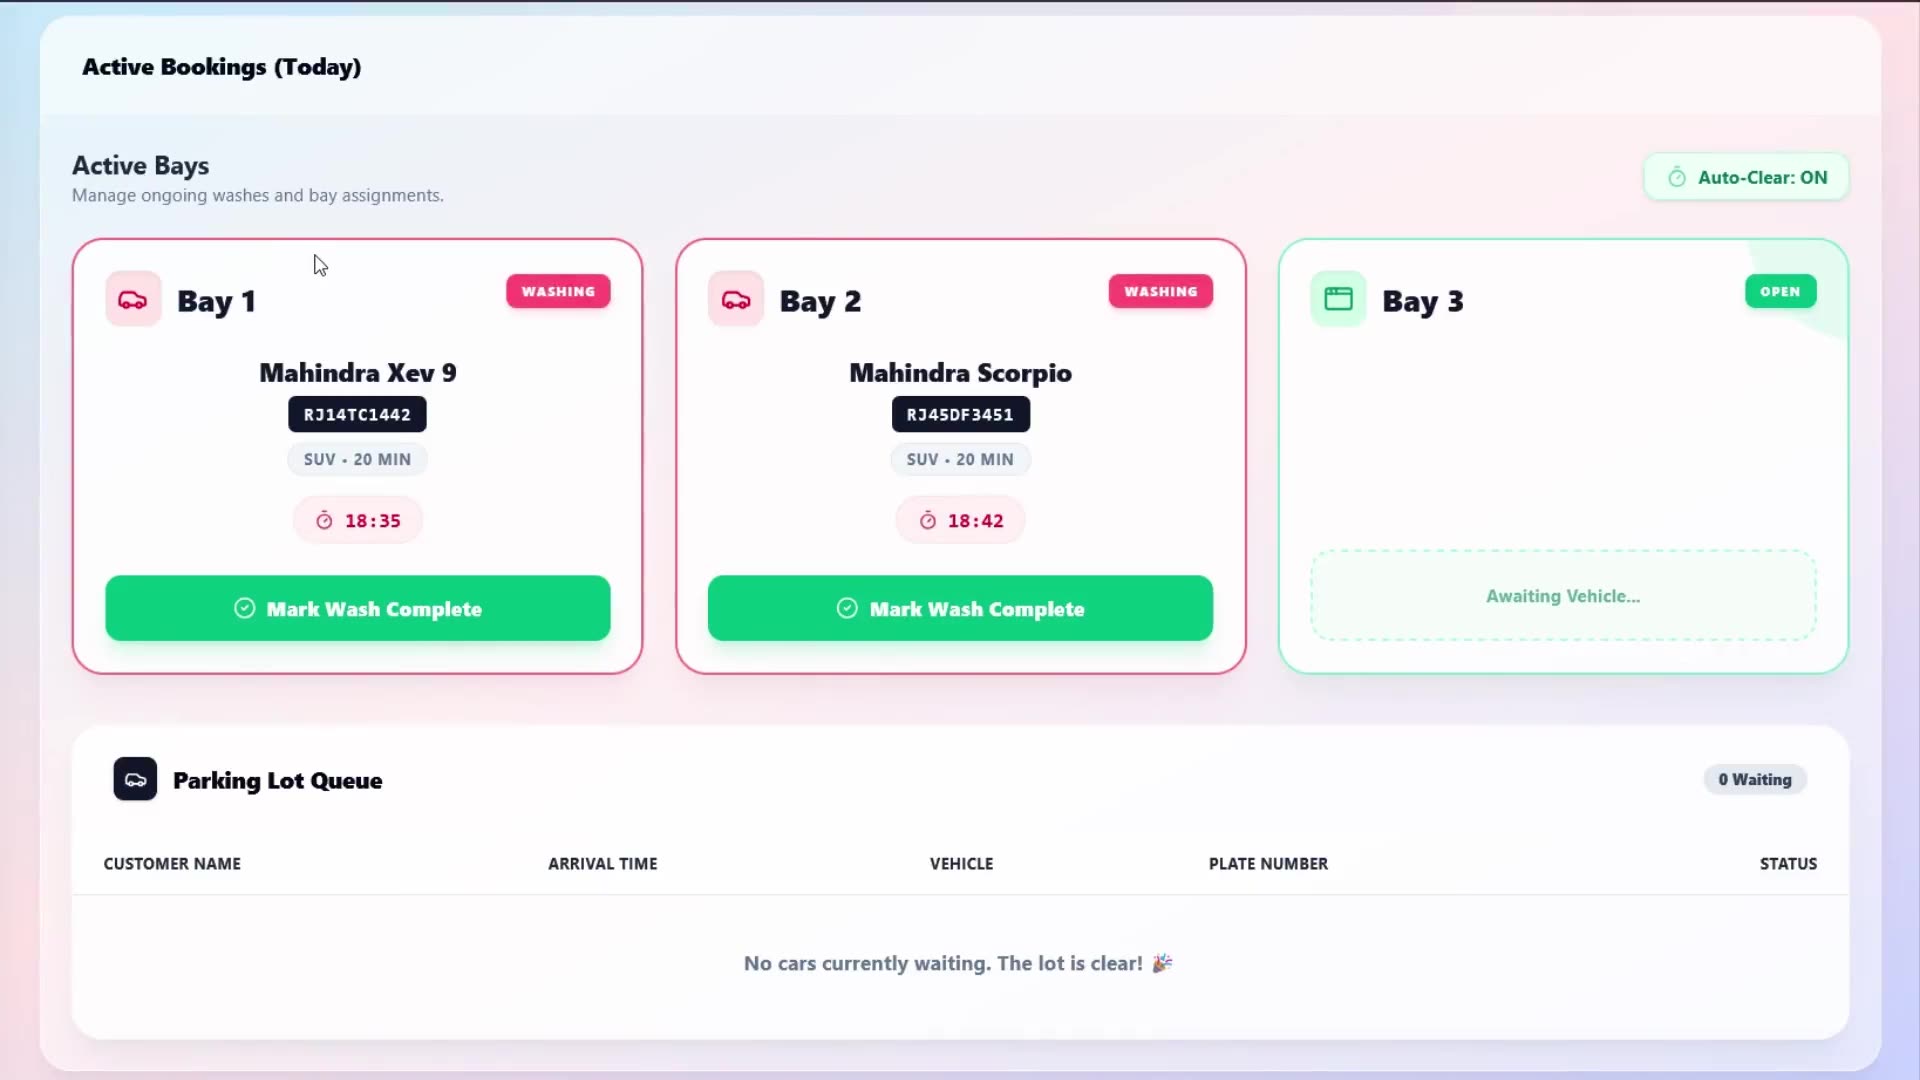 Active Bookings (Today)
Active Bays
Manage ongoing washes and bay assignments.
Auto-Clear: ON
Bay 1
WASHING
Mahindra Xev 9
RJ14TC1442
SUV • 20 MIN
18:35
Mark Wash Complete
Bay 2
WASHING
Mahindra Scorpio
RJ45DF3451
SUV • 20 MIN
18:42
Mark Wash Complete
Bay 3
OPEN
Awaiting Vehicle...
Parking Lot Queue
0 Waiting
CUSTOMER NAME ARRIVAL TIME VEHICLE PLATE NUMBER STATUS
No cars currently waiting. The lot is clear! 🎉